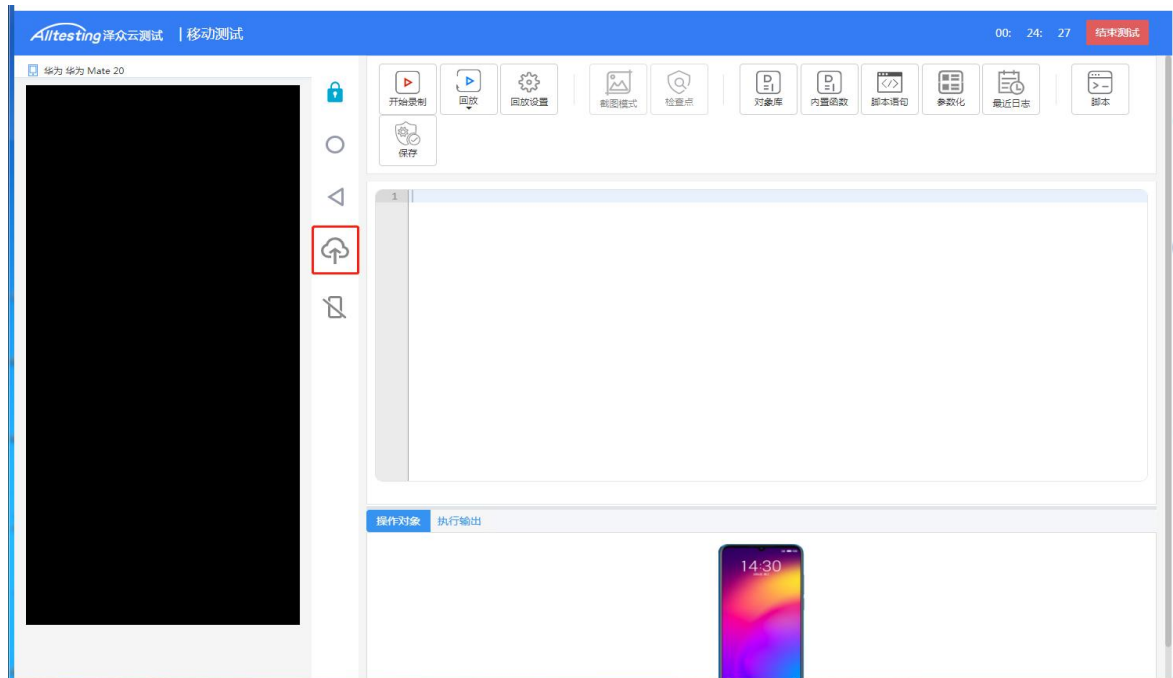 Alltesting泽众云测试 | 移动测试
00: 24: 27 结束测试
华为 华为 Mate 20
开始录制 回放 回放设置 截图模式 检查点 对象库 内置函数 脚本语句 参数化 最近日志 脚本
保存
1
操作对象 执行输出
14:30